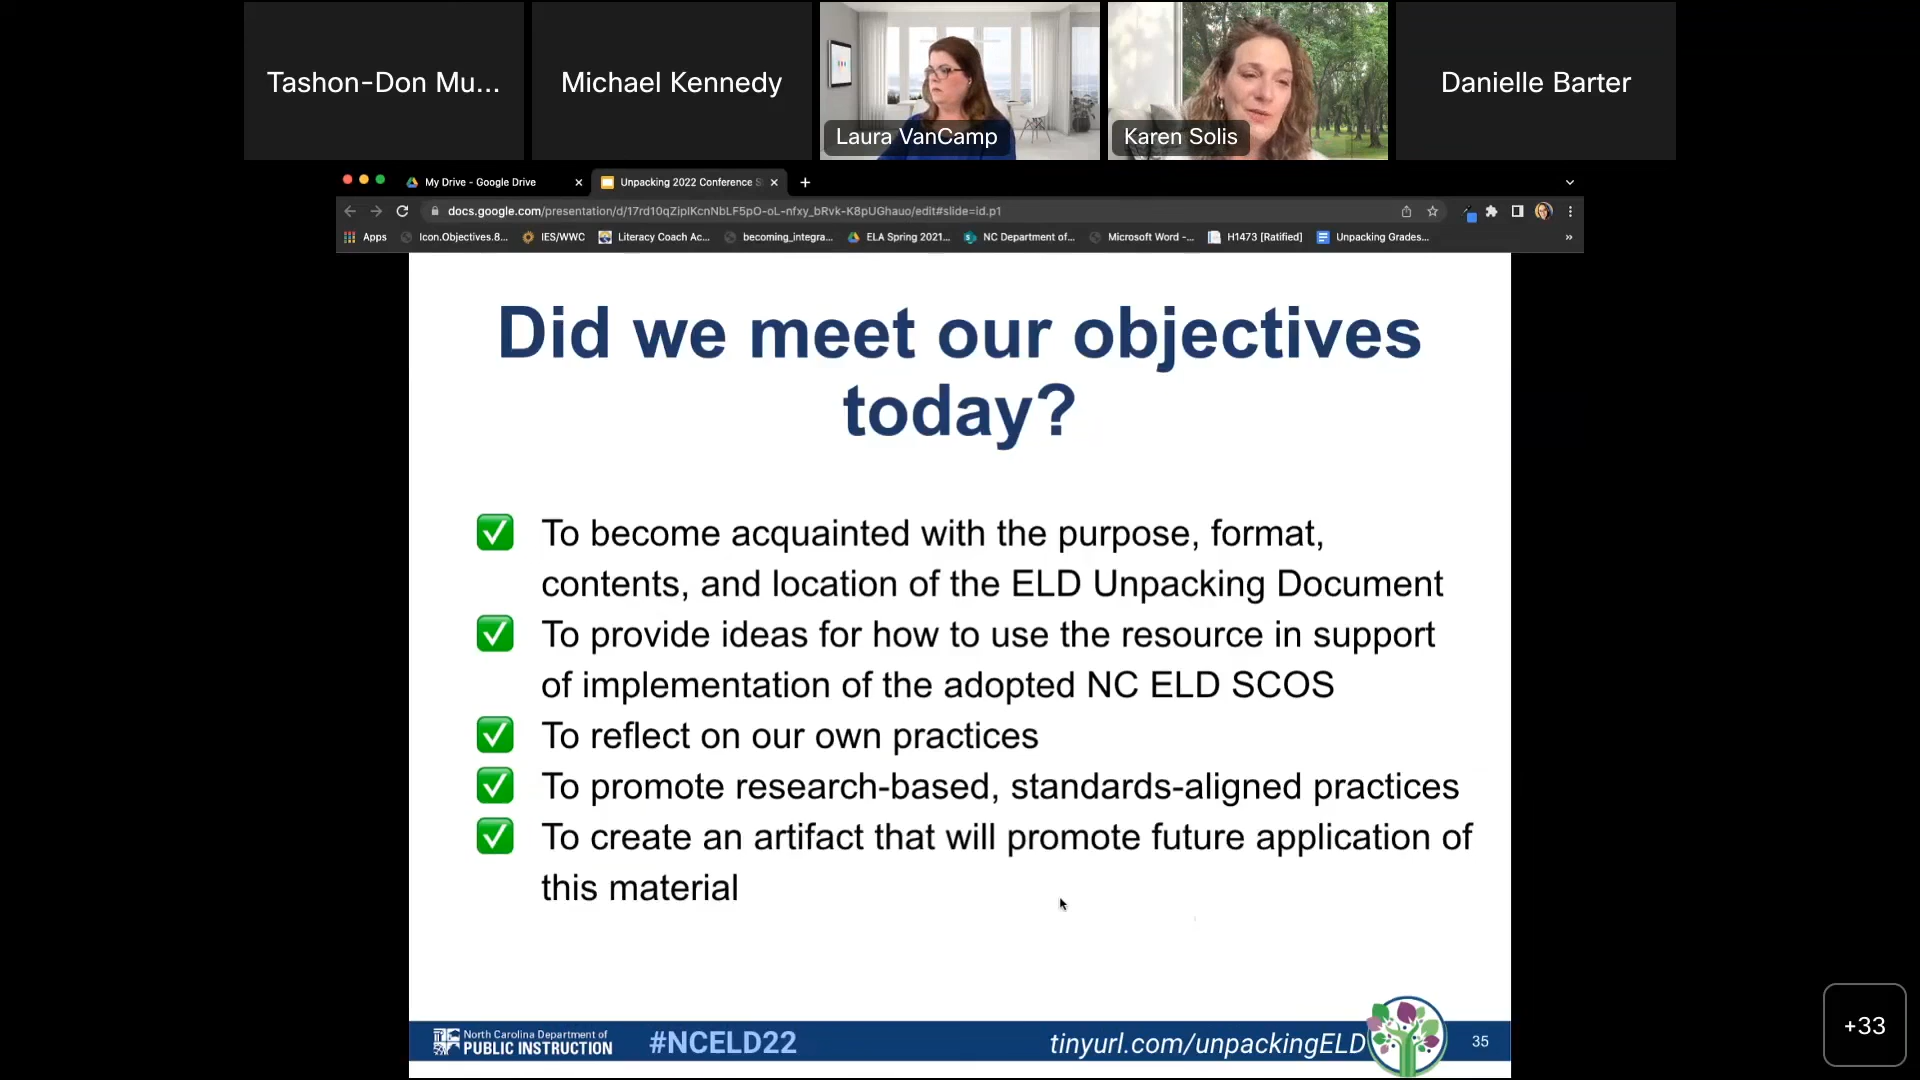 Tashon-Don Mu...
Michael Kennedy
Laura VanCamp
Karen Solis
Danielle Barter
My Drive - Google Drive
Unpacking 2022 Conference S
docs.google.com/presentation/d/17rd10qZiplKcnNbLF5pO-oL-nfxy_bRvk-K8pUGhauo/edit#slide=id.p1
Apps
Icon.Objectives.8...
IES/WWC
Literacy Coach Ac...
becoming_integra...
ELA Spring 2021...
NC Department of...
Microsoft Word -...
H1473 [Ratified]
Unpacking Grades...
»
Did we meet our objectives
today?
✅ To become acquainted with the purpose, format,
contents, and location of the ELD Unpacking Document
✅ To provide ideas for how to use the resource in support
of implementation of the adopted NC ELD SCOS
✅ To reflect on our own practices
✅ To promote research-based, standards-aligned practices
✅ To create an artifact that will promote future application of
this material
North Carolina Department of
PUBLIC INSTRUCTION
#NCELD22
tinyurl.com/unpackingELD
35
+33